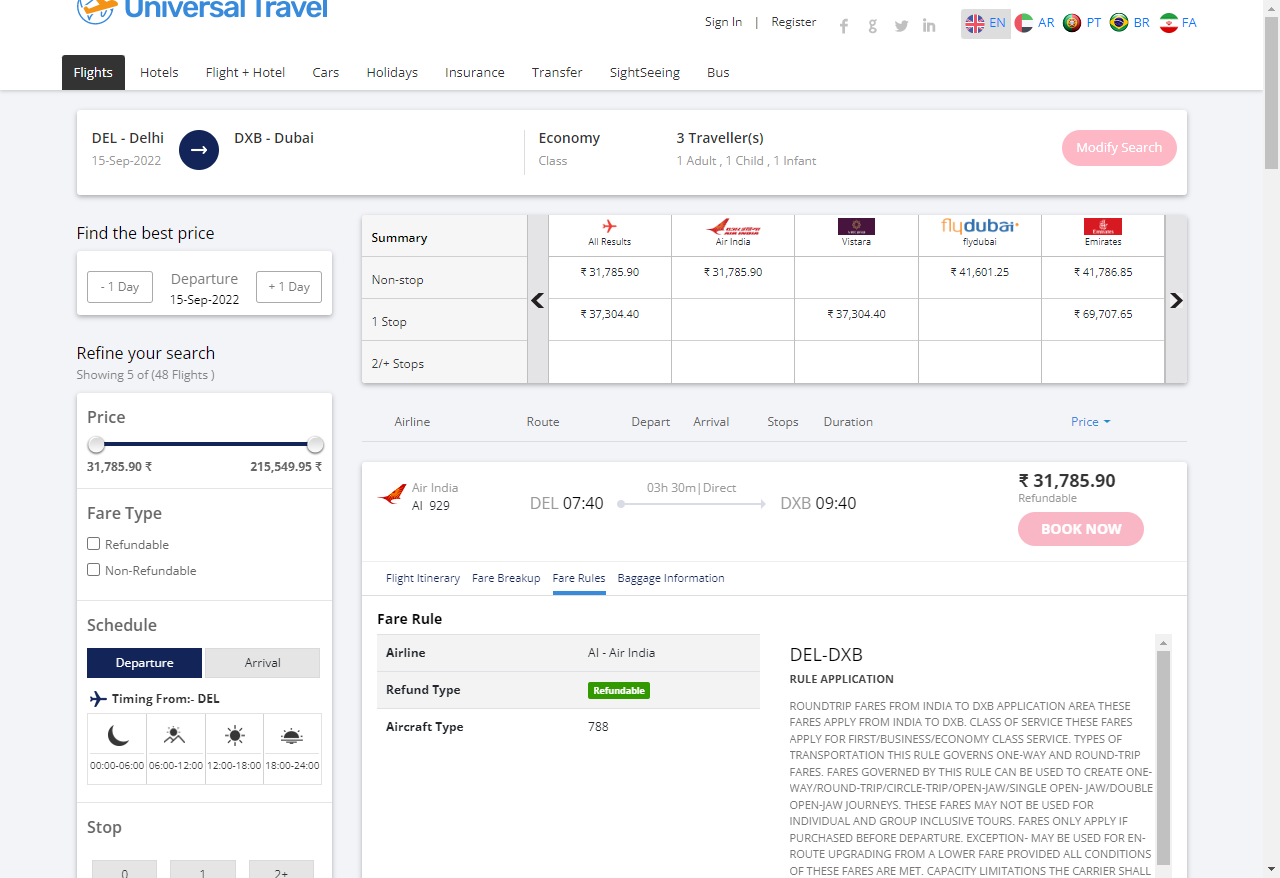 Universal Travel
Sign In | Register
EN AR PT BR FA
Flights Hotels Flight + Hotel Cars Holidays Insurance Transfer SightSeeing Bus
DEL - Delhi
15-Sep-2022
DXB - Dubai
Economy
Class
3 Traveller(s)
1 Adult , 1 Child , 1 Infant
Modify Search
Find the best price
- 1 Day
Departure
15-Sep-2022
+ 1 Day
Refine your search
Showing 5 of (48 Flights )
Price
31,785.90 ₹ 215,549.95 ₹
Fare Type
Refundable
Non-Refundable
Schedule
Departure Arrival
Timing From:- DEL
00:00-06:00 06:00-12:00 12:00-18:00 18:00-24:00
Stop
0 1 2+
Summary All Results Air India Vistara flydubai flydubai Emirates Emirates
Non-stop ₹ 31,785.90 ₹ 31,785.90 ₹ 41,601.25 ₹ 41,786.85
1 Stop ₹ 37,304.40 ₹ 37,304.40 ₹ 69,707.65
2/+ Stops
Airline Route Depart Arrival Stops Duration Price
Air India
AI 929
DEL 07:40
03h 30m|Direct
DXB 09:40
₹ 31,785.90
Refundable
BOOK NOW
Flight Itinerary Fare Breakup Fare Rules Baggage Information
Fare Rule
Airline AI - Air India
Refund Type Refundable
Aircraft Type 788
DEL-DXB
RULE APPLICATION
ROUNDTRIP FARES FROM INDIA TO DXB APPLICATION AREA THESE
FARES APPLY FROM INDIA TO DXB. CLASS OF SERVICE THESE FARES
APPLY FOR FIRST/BUSINESS/ECONOMY CLASS SERVICE. TYPES OF
TRANSPORTATION THIS RULE GOVERNS ONE-WAY AND ROUND-TRIP
FARES. FARES GOVERNED BY THIS RULE CAN BE USED TO CREATE ONE-
WAY/ROUND-TRIP/CIRCLE-TRIP/OPEN-JAW/SINGLE OPEN- JAW/DOUBLE
OPEN-JAW JOURNEYS. THESE FARES MAY NOT BE USED FOR
INDIVIDUAL AND GROUP INCLUSIVE TOURS. FARES ONLY APPLY IF
PURCHASED BEFORE DEPARTURE. EXCEPTION- MAY BE USED FOR EN-
ROUTE UPGRADING FROM A LOWER FARE PROVIDED ALL CONDITIONS
OF THESE FARES ARE MET. CAPACITY LIMITATIONS THE CARRIER SHALL